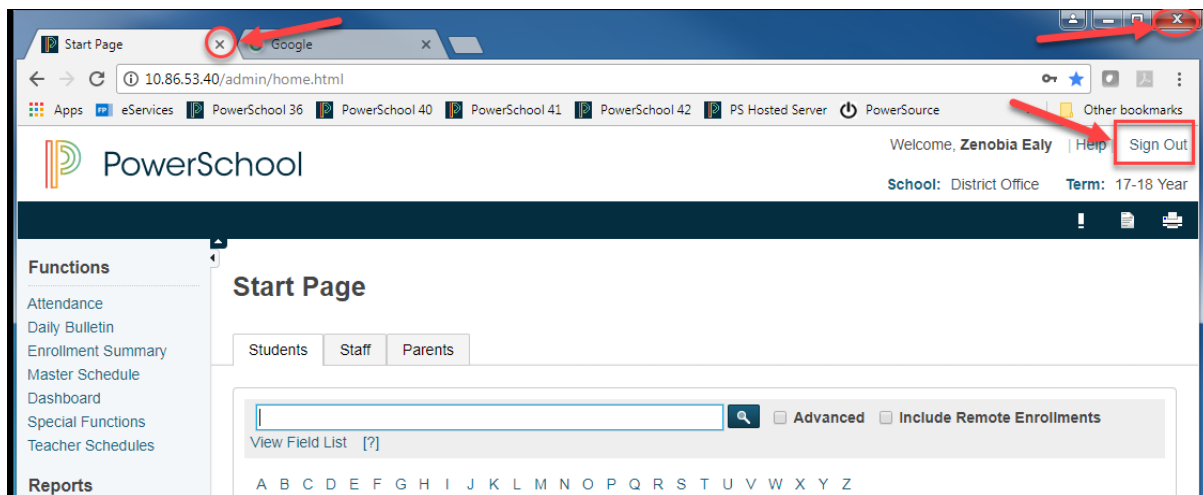 Start Page
Google
10.86.53.40/admin/home.html
Apps eServices PowerSchool 36 PowerSchool 40 PowerSchool 41 PowerSchool 42 PS Hosted Server PowerSource Other bookmarks
PowerSchool
Welcome, Zenobia Ealy | Help | Sign Out
School: District Office Term: 17-18 Year
Functions
Attendance
Daily Bulletin
Enrollment Summary
Master Schedule
Dashboard
Special Functions
Teacher Schedules
Reports
Start Page
Students Staff Parents
Advanced Include Remote Enrollments
View Field List [?]
A B C D E F G H I J K L M N O P Q R S T U V W X Y Z